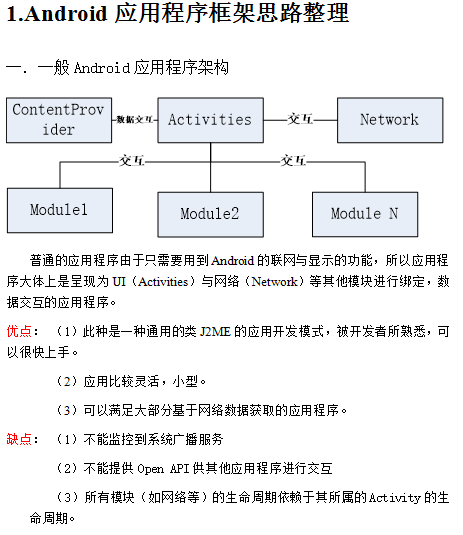 1.Android 应用程序框架思路整理
一. 一般 Android 应用程序架构
ContentProv
ider
数据交互
Activities
交互
Network
交互
交互
Module1
Module2
Module N
普通的应用程序由于只需要用到 Android 的联网与显示的功能，所以应用程
序大体上是呈现为 UI（Activities）与网络（Network）等其他模块进行绑定，数
据交互的应用程序。
优点：（1）此种是一种通用的类 J2ME 的应用开发模式，被开发者所熟悉，可
以很快上手。
（2）应用比较灵活，小型。
（3）可以满足大部分基于网络数据获取的应用程序。
缺点：（1）不能监控到系统广播服务
（2）不能提供 Open API 供其他应用程序进行交互
（3）所有模块（如网络等）的生命周期依赖于其所属的 Activity 的生
命周期。